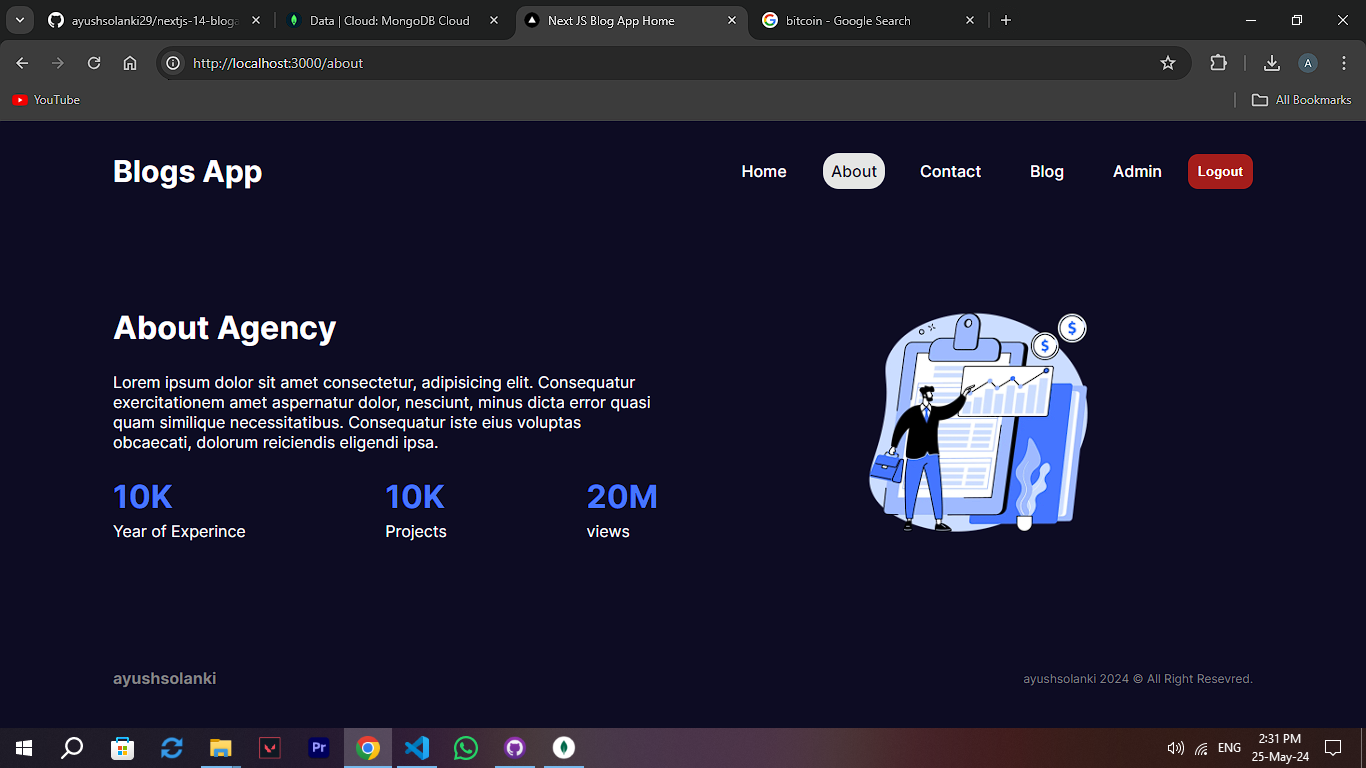 ayushsolanki29/nextjs-14-bloga
Data | Cloud: MongoDB Cloud
Next JS Blog App Home
bitcoin - Google Search
http://localhost:3000/about
A
YouTube
All Bookmarks
Blogs App
Home
About
Contact
Blog
Admin
Logout
About Agency
Lorem ipsum dolor sit amet consectetur, adipisicing elit. Consequatur
exercitationem amet aspernatur dolor, nesciunt, minus dicta error quasi
quam similique necessitatibus. Consequatur iste eius voluptas
obcaecati, dolorum reiciendis eligendi ipsa.
10K
Year of Experince
10K
Projects
20M
views
$
$
ayushsolanki
ayushsolanki 2024 © All Right Resevred.
Pr
ENG
2:31 PM
25-May-24